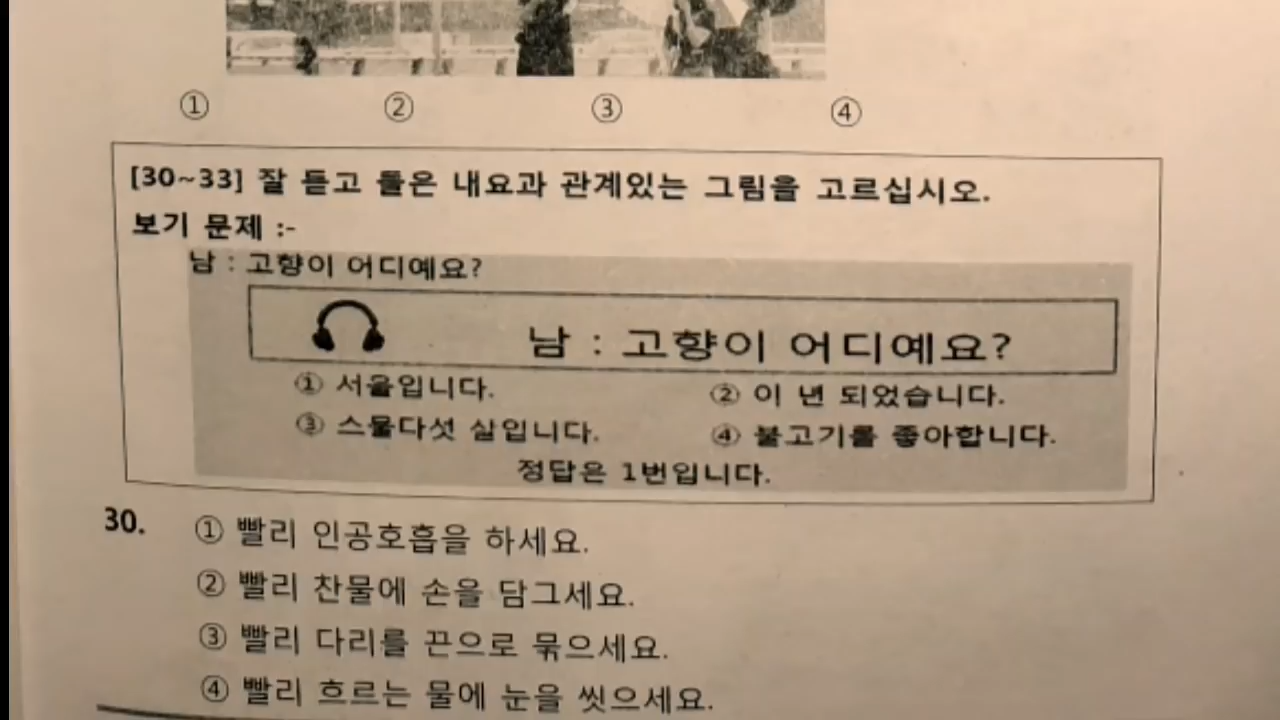 ① ② ③ ④
[30~33] 잘 듣고 돌은 내요과 관계있는 그림을 고르십시오.
보기 문제 :-
남 : 고향이 어디예요?
남 : 고향이 어디예요?
① 서울입니다. ② 이 년 되었습니다.
③ 스물다섯 살입니다. ④ 불고기를 좋아합니다.
정답은 1번입니다.
30. ① 빨리 인공호흡을 하세요.
② 빨리 찬물에 손을 담그세요.
③ 빨리 다리를 끈으로 묶으세요.
④ 빨리 흐르는 물에 눈을 씻으세요.